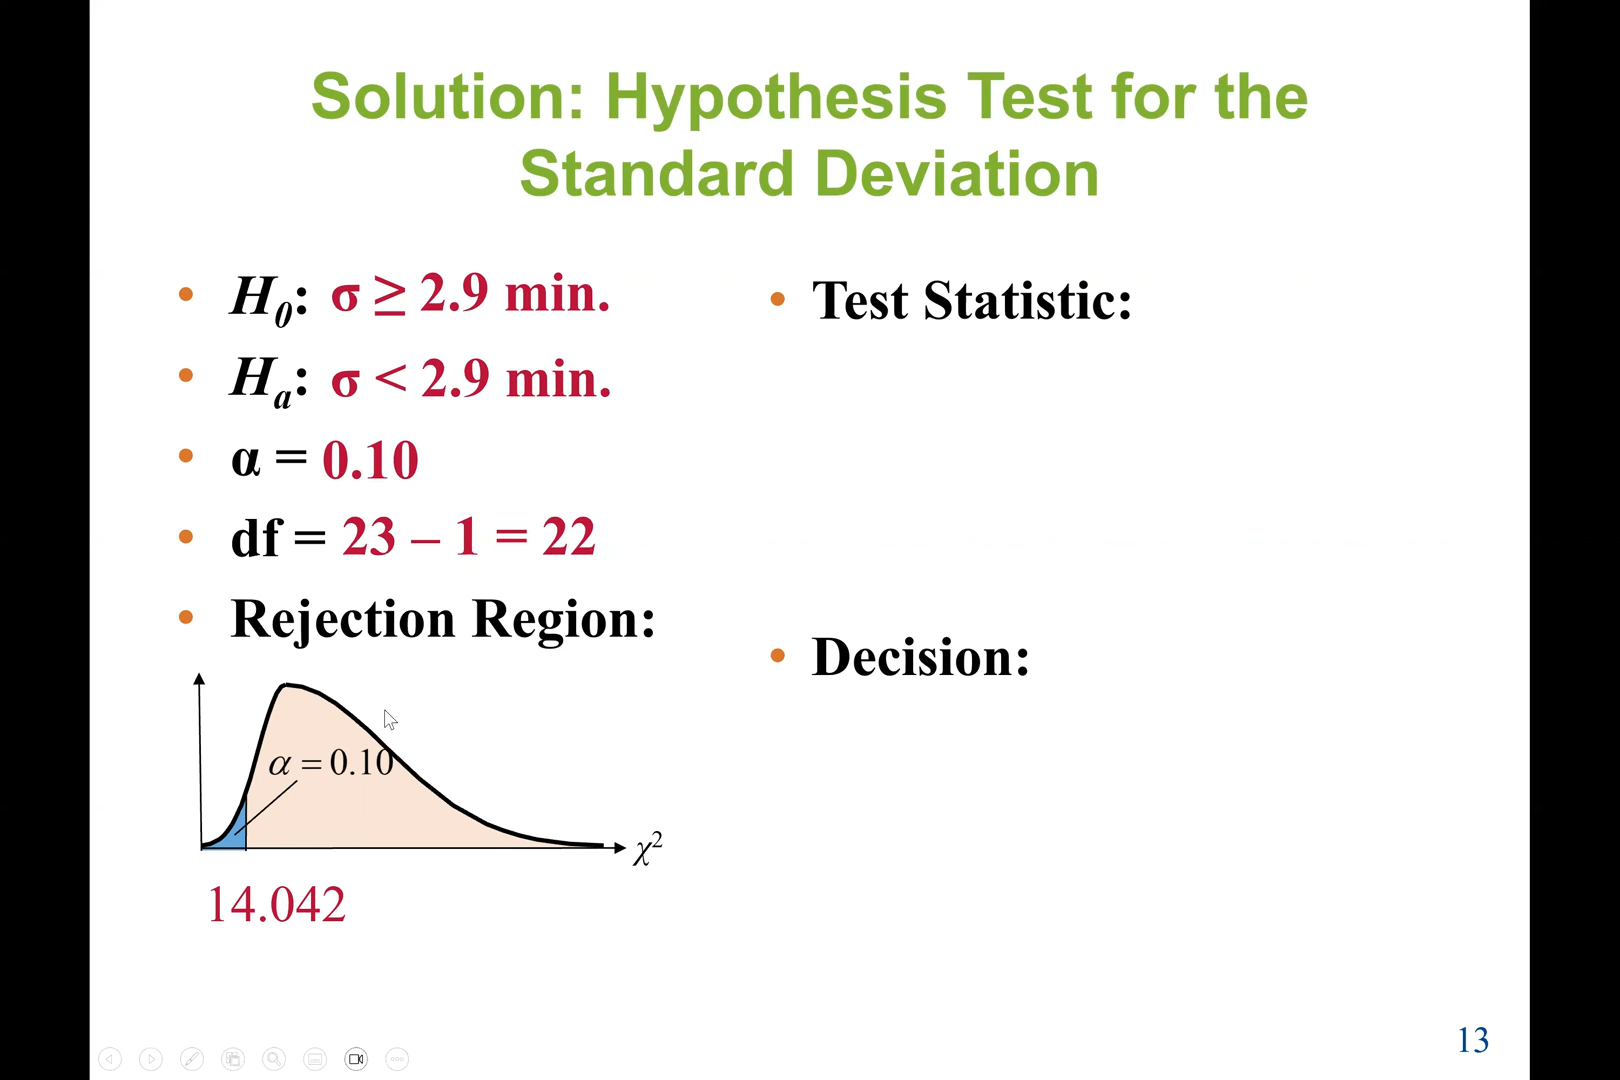 Solution: Hypothesis Test for the
Standard Deviation
• H₀: σ ≥ 2.9 min.
• Hₐ: σ < 2.9 min.
• α = 0.10
• df = 23 – 1 = 22
• Rejection Region:
α = 0.10
χ²
14.042
• Test Statistic:
• Decision:
13